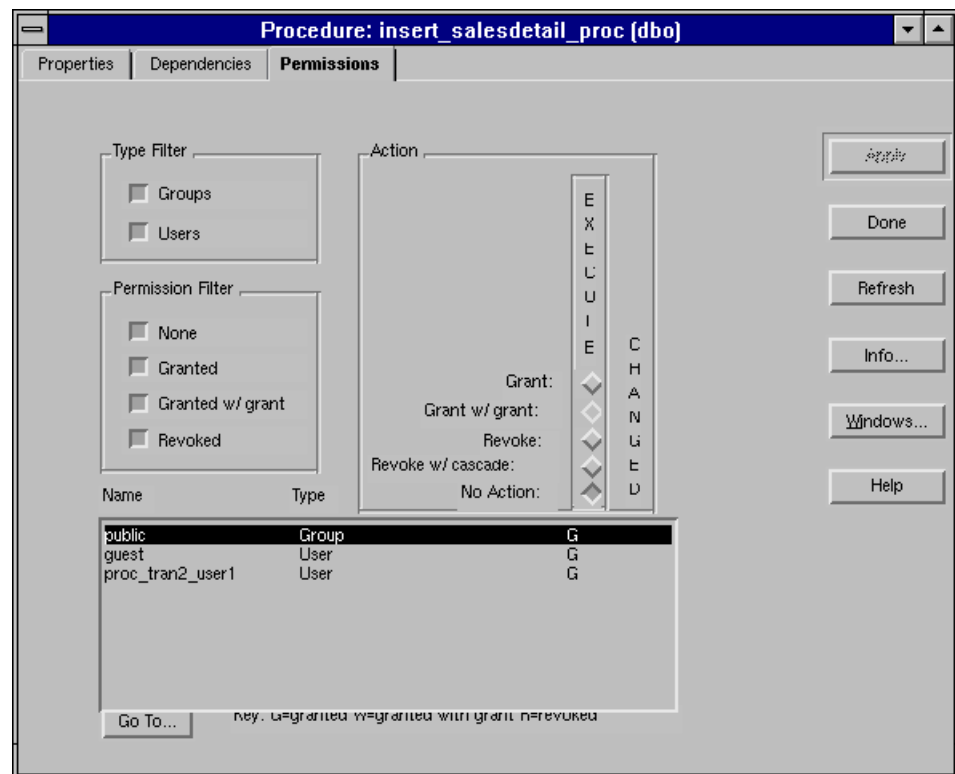 Procedure: insert_salesdetail_proc (dbo)
Properties Dependencies Permissions
Type Filter
Groups
Users
Permission Filter
None
Granted
Granted w/ grant
Revoked
Action
EXECUTE
CHANGED
Grant:
Grant w/ grant:
Revoke:
Revoke w/ cascade:
No Action:
Apply
Done
Refresh
Info...
Windows...
Help
Name Type
public Group G
guest User G
proc_tran2_user1 User G
Go To... Key: G=granted W=granted with grant R=revoked